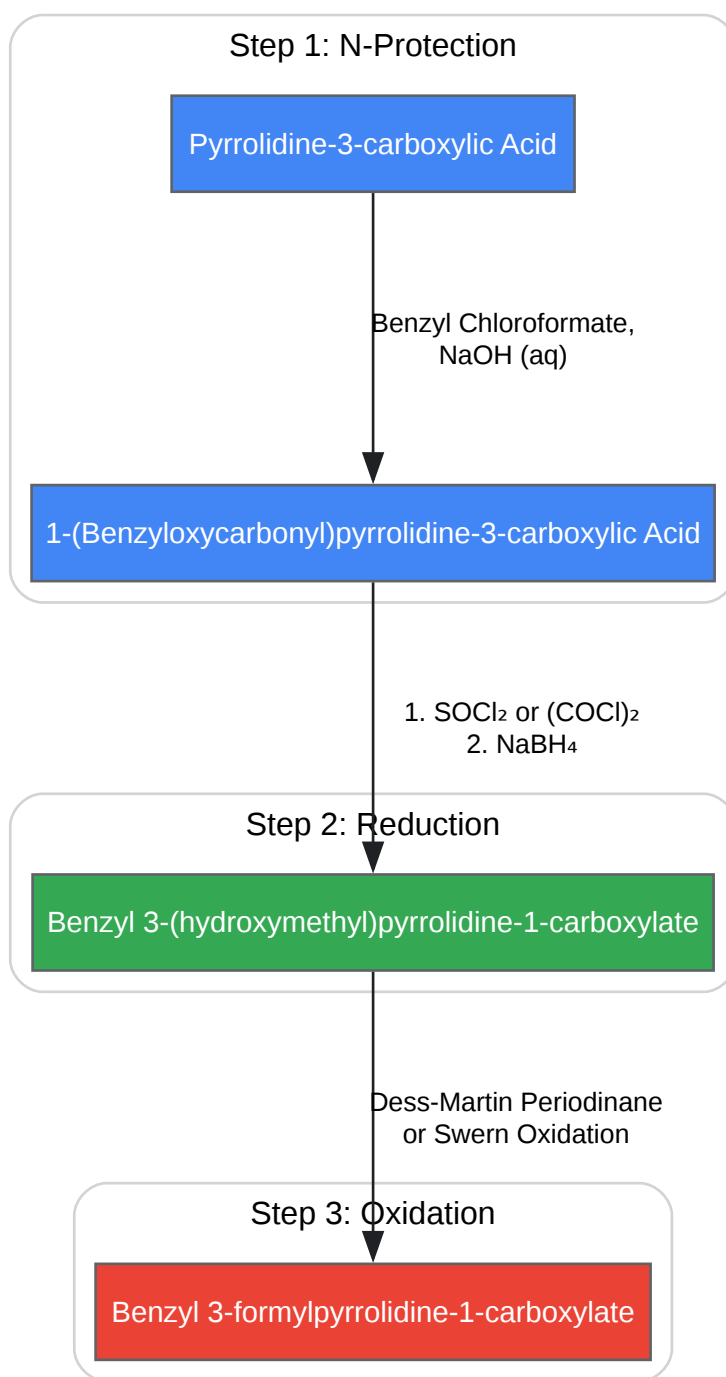 Step 1: N-Protection
Pyrrolidine-3-carboxylic Acid
Benzyl Chloroformate,
NaOH (aq)
1-(Benzyloxycarbonyl)pyrrolidine-3-carboxylic Acid
1. SOCl₂ or (COCl)₂
2. NaBH₄
Step 2: Reduction
Benzyl 3-(hydroxymethyl)pyrrolidine-1-carboxylate
Dess-Martin Periodinane
or Swern Oxidation
Step 3: Oxidation
Benzyl 3-formylpyrrolidine-1-carboxylate